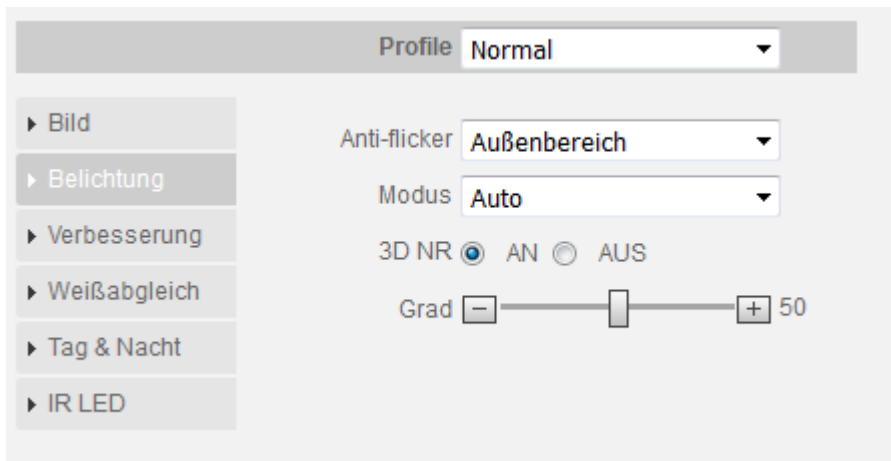 Profile Normal
Bild
Belichtung
Verbesserung
Weißabgleich
Tag & Nacht
IR LED
Anti-flicker Außenbereich
Modus Auto
3D NR AN AUS
Grad 50